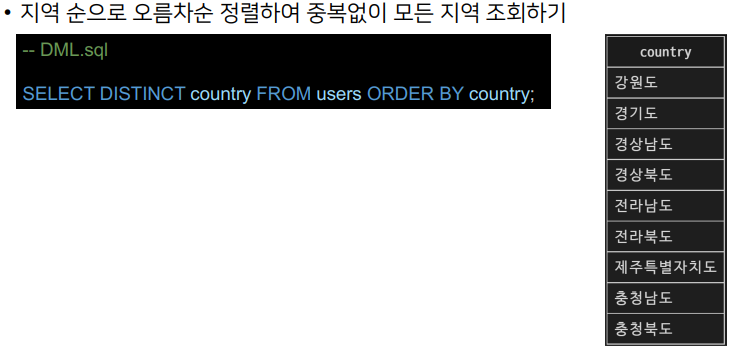 • 지역 순으로 오름차순 정렬하여 중복없이 모든 지역 조회하기
-- DML.sql
SELECT DISTINCT country FROM users ORDER BY country;
country
강원도
경기도
경상남도
경상북도
전라남도
전라북도
제주특별자치도
충청남도
충청북도